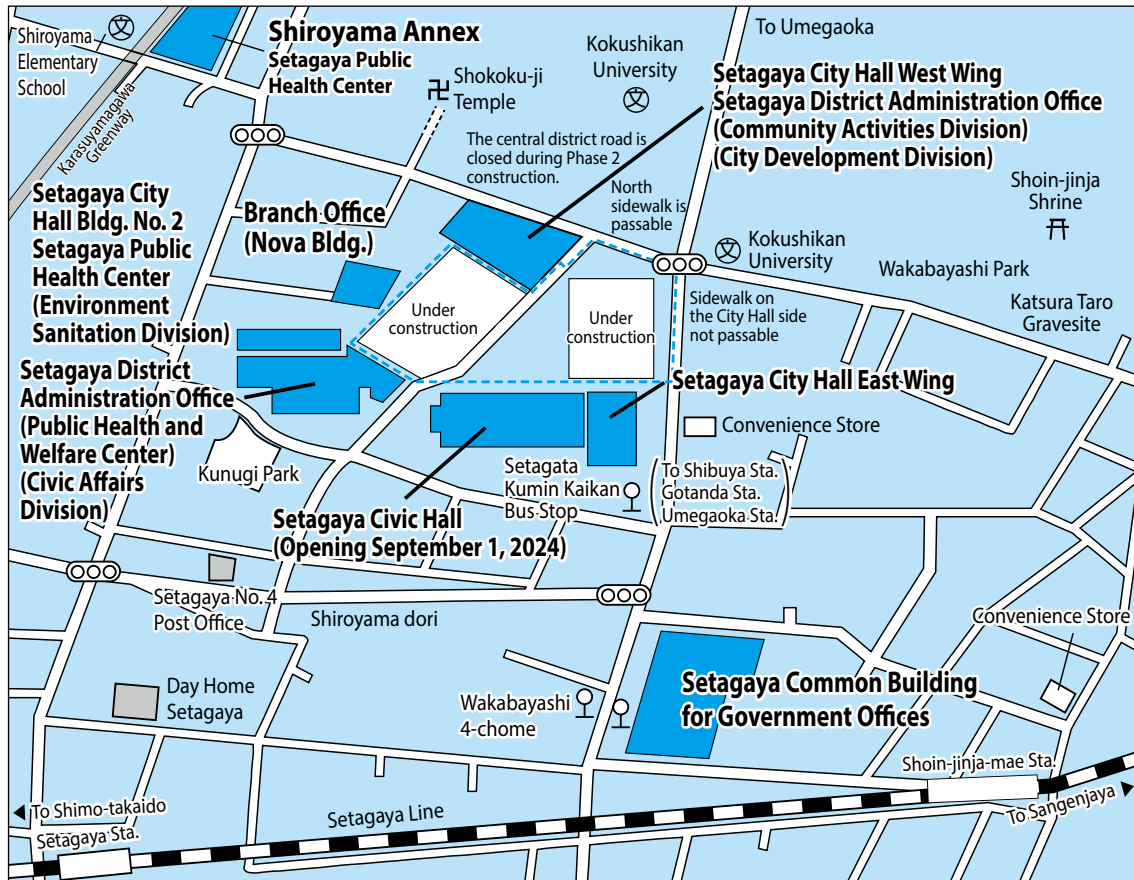 Shiroyama
Elementary
School
Shiroyama Annex
Setagaya Public
Health Center
Karasuyamagawa
Greenway
Shokoku-ji
Temple
Kokushikan
University
To Umegaoka
Setagaya City Hall West Wing
Setagaya District Administration Office
(Community Activities Division)
(City Development Division)
The central district road is
closed during Phase 2
construction.
North
sidewalk is
passable
Shoin-jinja
Shrine
Setagaya City
Hall Bldg. No. 2
Setagaya Public
Health Center
(Environment
Sanitation Division)
Branch Office
(Nova Bldg.)
Kokushikan
University
Wakabayashi Park
Katsura Taro
Gravesite
Under
construction
Under
construction
Sidewalk on
the City Hall side
not passable
Setagaya District
Administration Office
(Public Health and
Welfare Center)
(Civic Affairs
Division)
Setagaya City Hall East Wing
Convenience Store
Kunugi Park
Setagata
Kumin Kaikan
Bus Stop
(To Shibuya Sta.
Gotanda Sta.
Umegaoka Sta.)
Setagaya Civic Hall
(Opening September 1, 2024)
Setagaya No. 4
Post Office
Shiroyama dori
Convenience Store
Day Home
Setagaya
Wakabayashi
4-chome
Setagaya Common Building
for Government Offices
Shoin-jinja-mae Sta.
To Shimo-takaido
Setagaya Sta.
Setagaya Line
To Sangenjaya